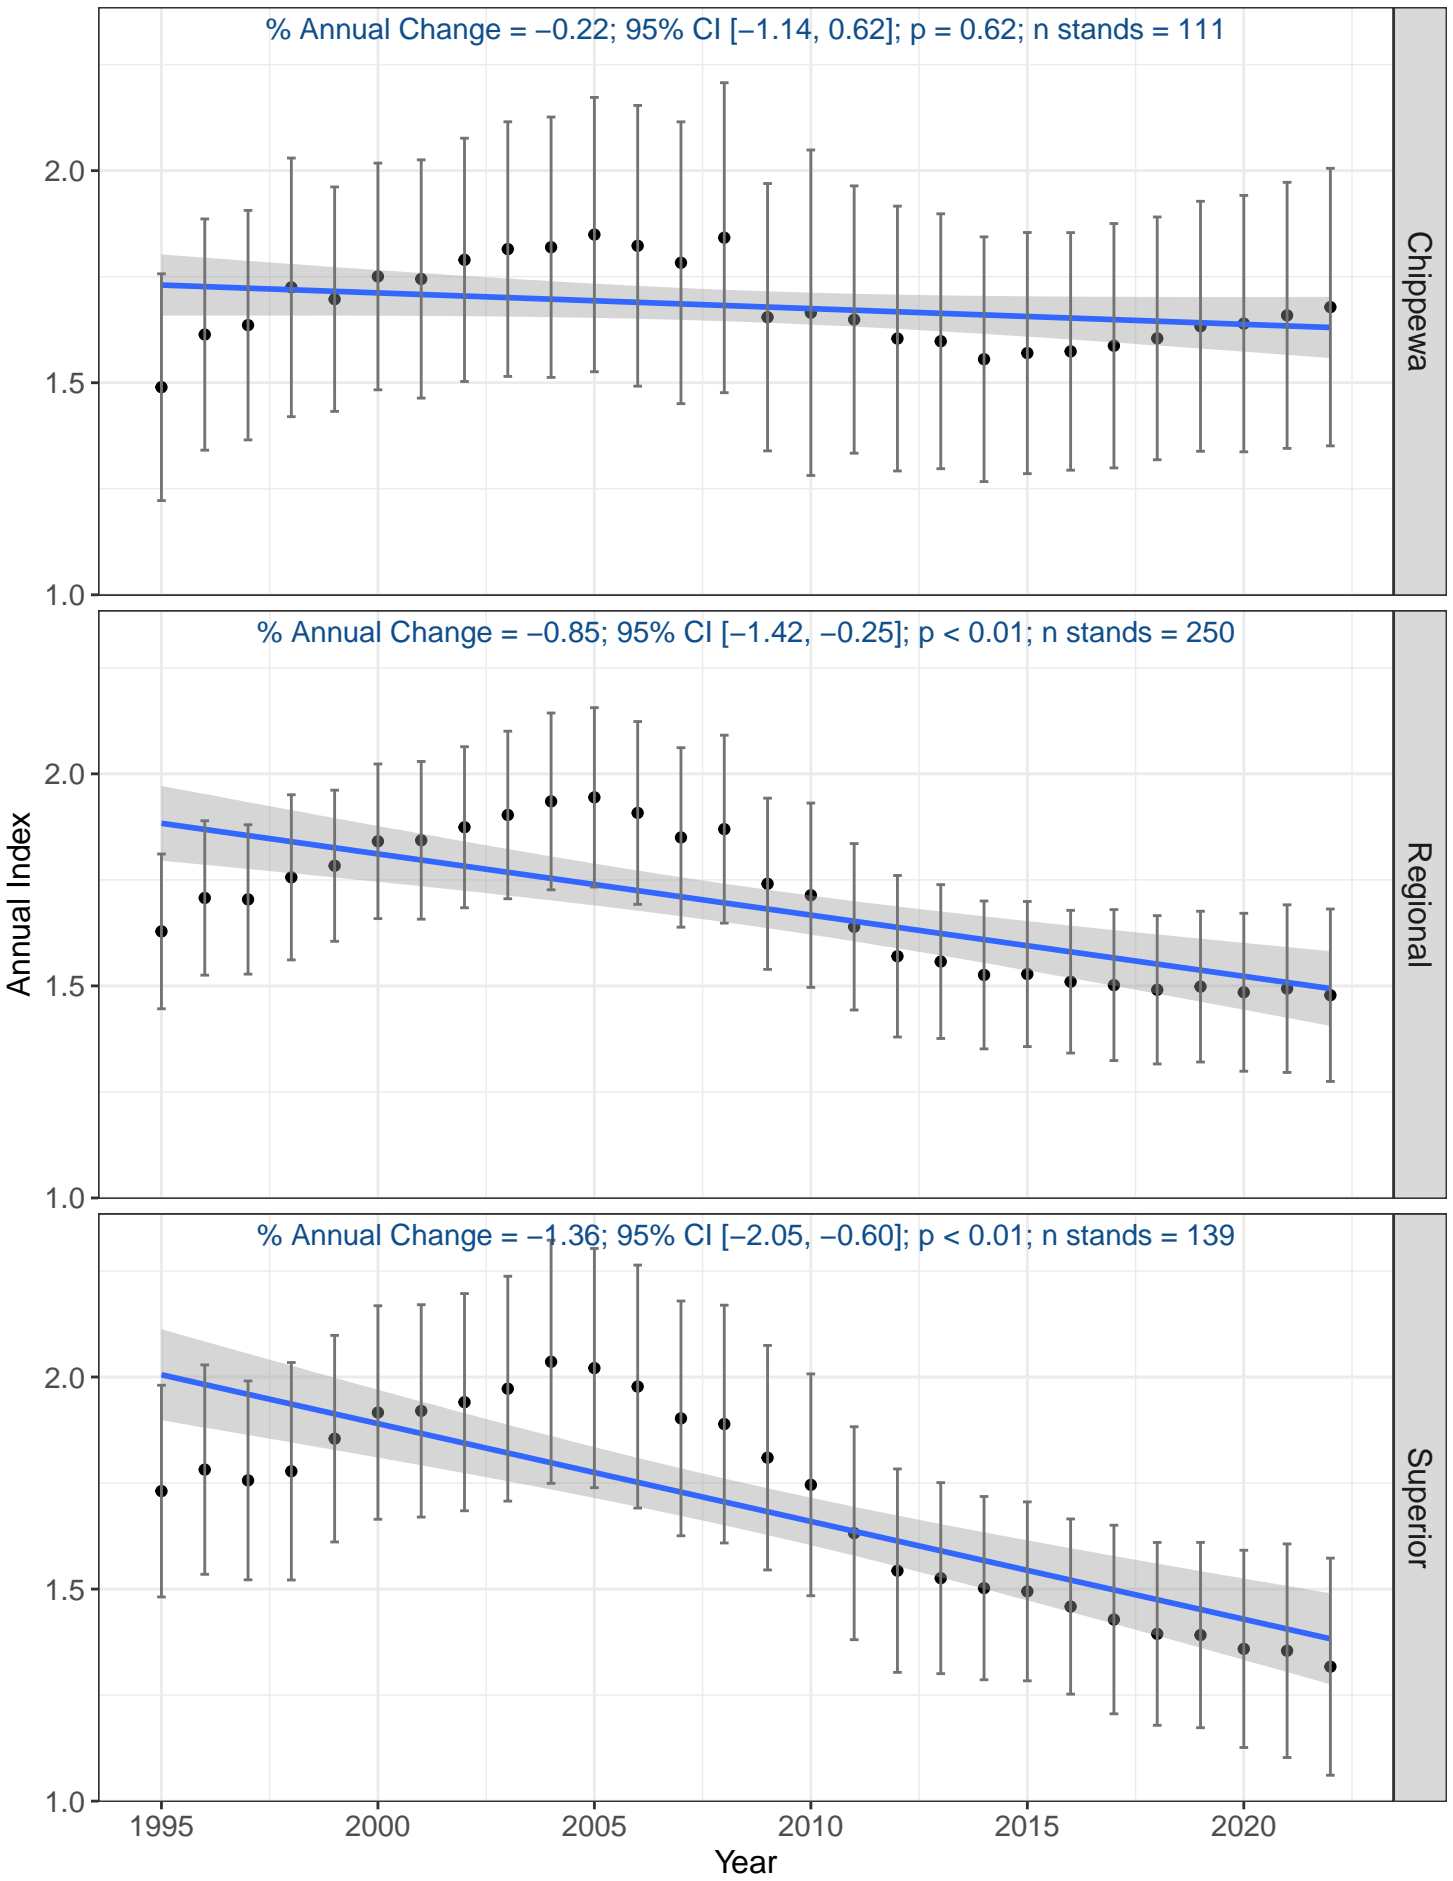 % Annual Change = −0.22; 95% CI [−1.14, 0.62]; p = 0.62; n stands = 111
2.0
1.5
1.0
Chippewa
% Annual Change = −0.85; 95% CI [−1.42, −0.25]; p < 0.01; n stands = 250
2.0
1.5
1.0
Regional
Annual Index
% Annual Change = −1.36; 95% CI [−2.05, −0.60]; p < 0.01; n stands = 139
2.0
1.5
1.0
Superior
1995 2000 2005 2010 2015 2020
Year